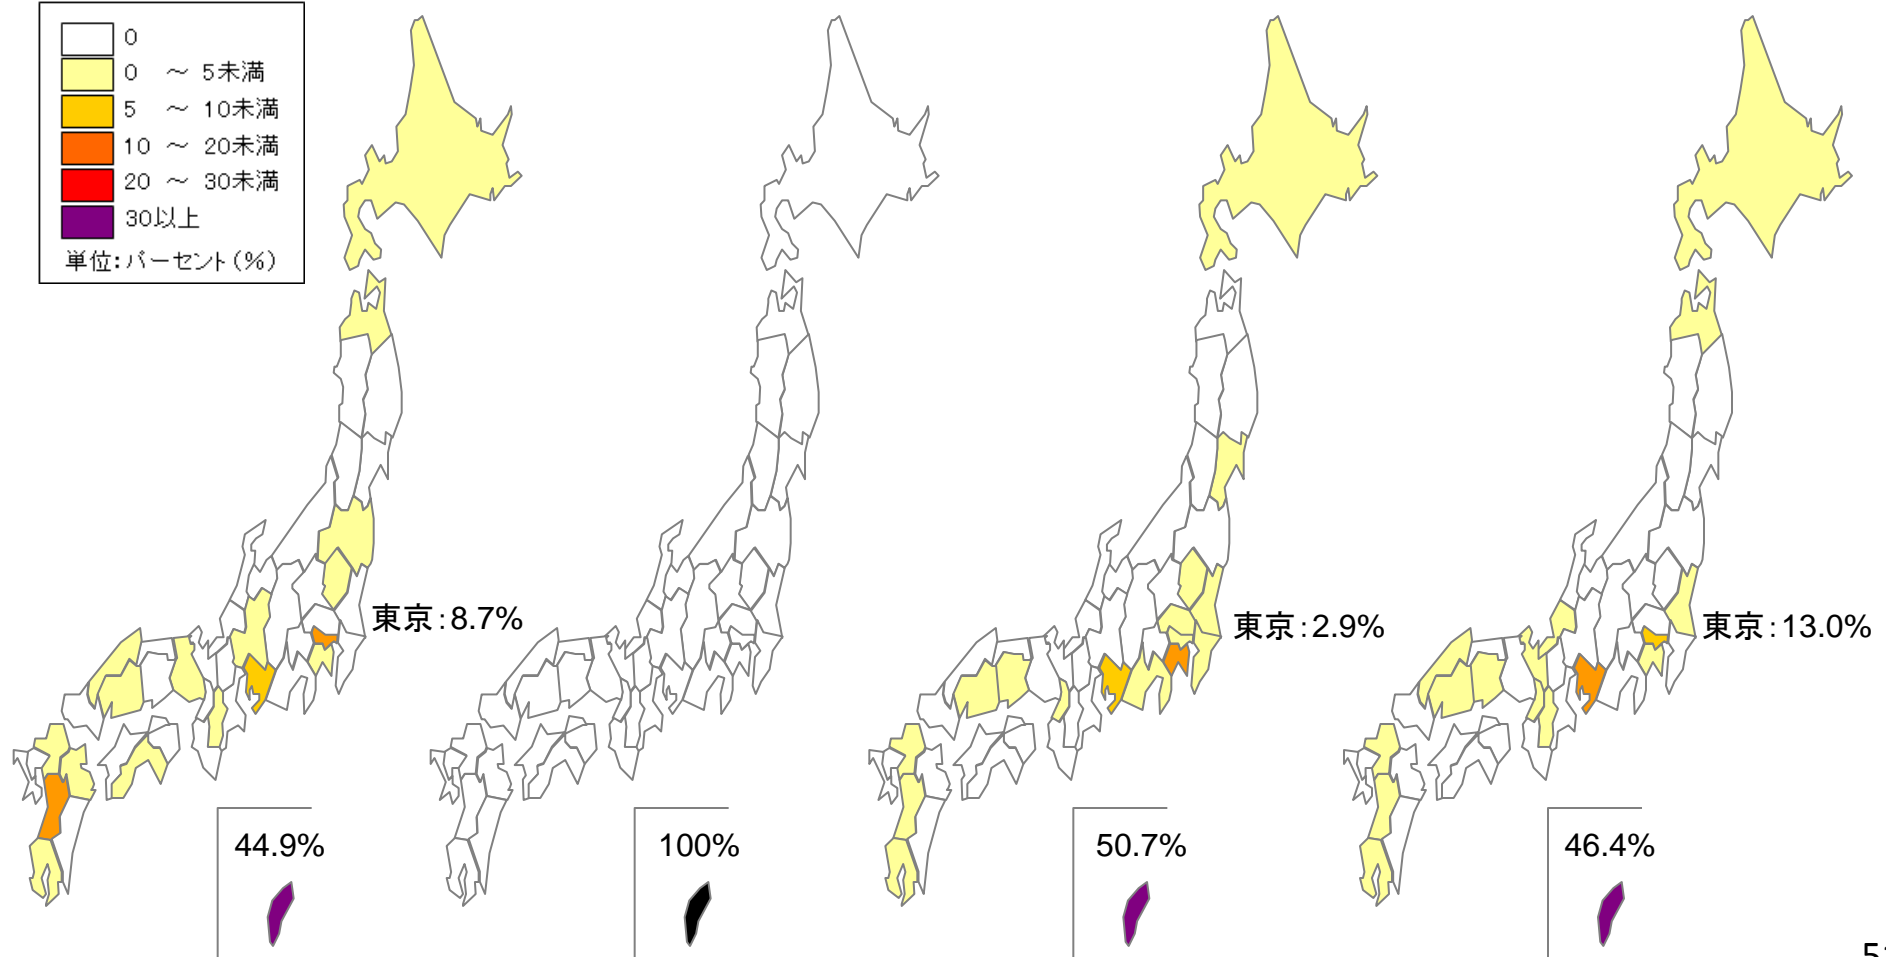 0
0 ～ 5未満
5 ～ 10未満
10 ～ 20未満
20 ～ 30未満
30以上
単位:パーセント(%)
東京:8.7%
東京:2.9%
東京:13.0%
44.9%
100%
50.7%
46.4%